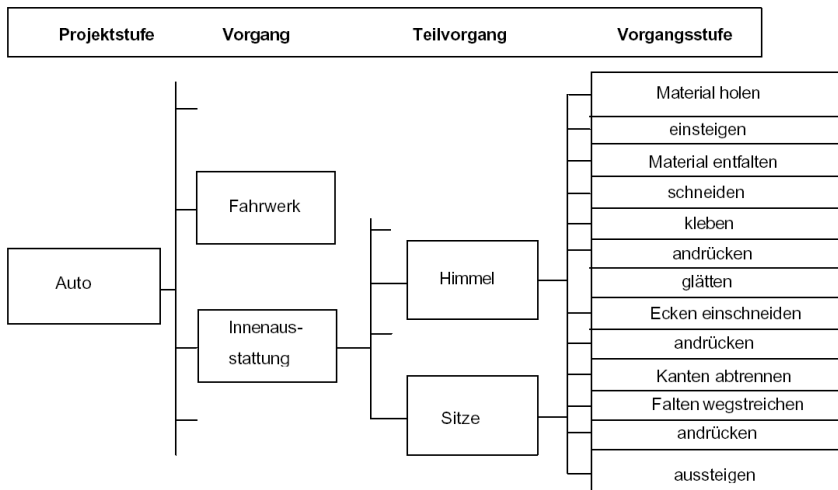 Projektstufe Vorgang Teilvorgang Vorgangsstufe
Material holen
einsteigen
Material entfalten
schneiden
kleben
andrücken
glätten
Ecken einschneiden
andrücken
Kanten abtrennen
Falten wegstreichen
andrücken
aussteigen
Fahrwerk
Auto
Innenaus-
stattung
Himmel
Sitze